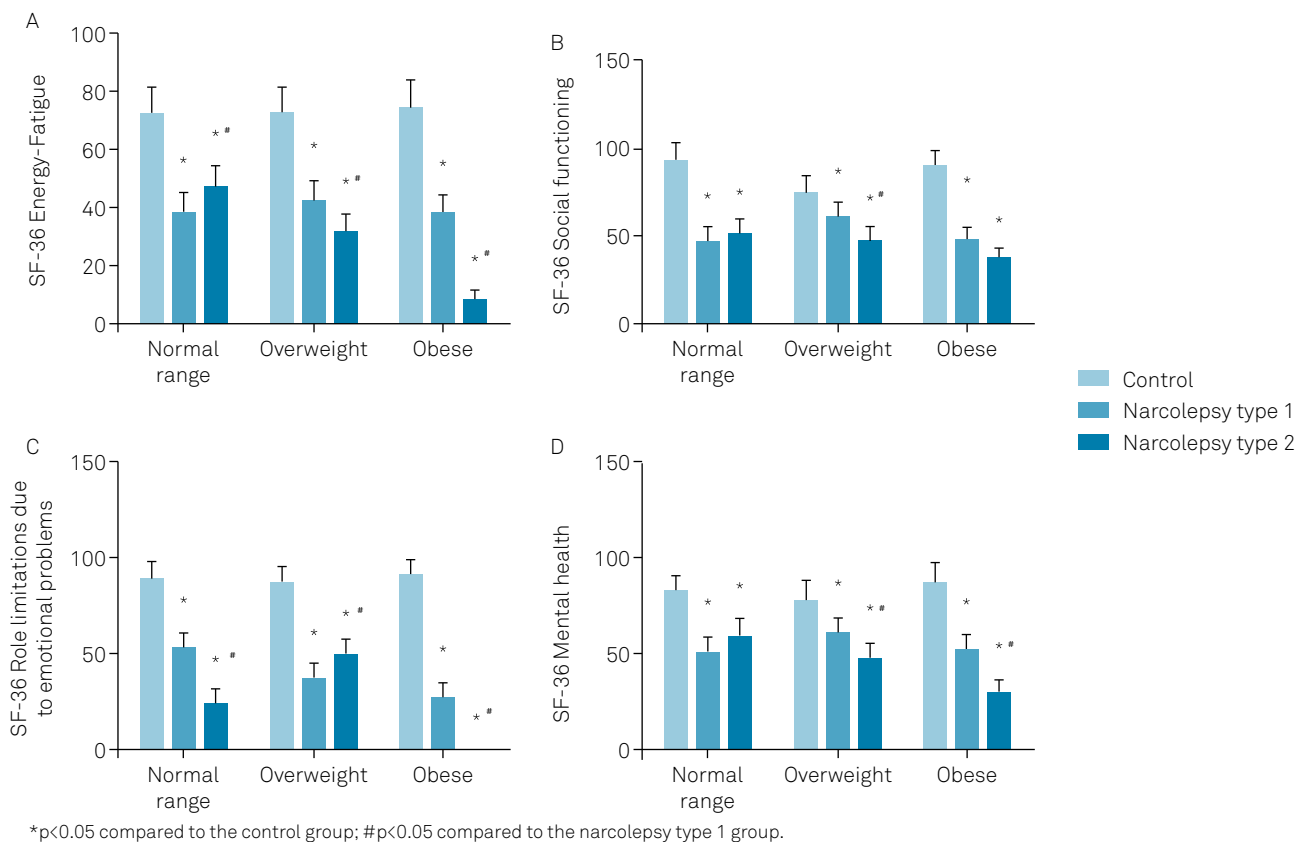 A
SF-36 Energy-Fatigue
100
80
60
40
20
0
* * #
* * #
* * #
Normal range
Overweight
Obese
B
SF-36 Social functioning
150
100
50
0
* *
* * #
* *
Normal range
Overweight
Obese
Control
Narcolepsy type 1
Narcolepsy type 2
C
SF-36 Role limitations due
to emotional problems
150
100
50
0
* * #
* * #
* * #
Normal range
Overweight
Obese
D
SF-36 Mental health
150
100
50
0
* *
* * #
* * #
Normal range
Overweight
Obese
*p<0.05 compared to the control group; #p<0.05 compared to the narcolepsy type 1 group.